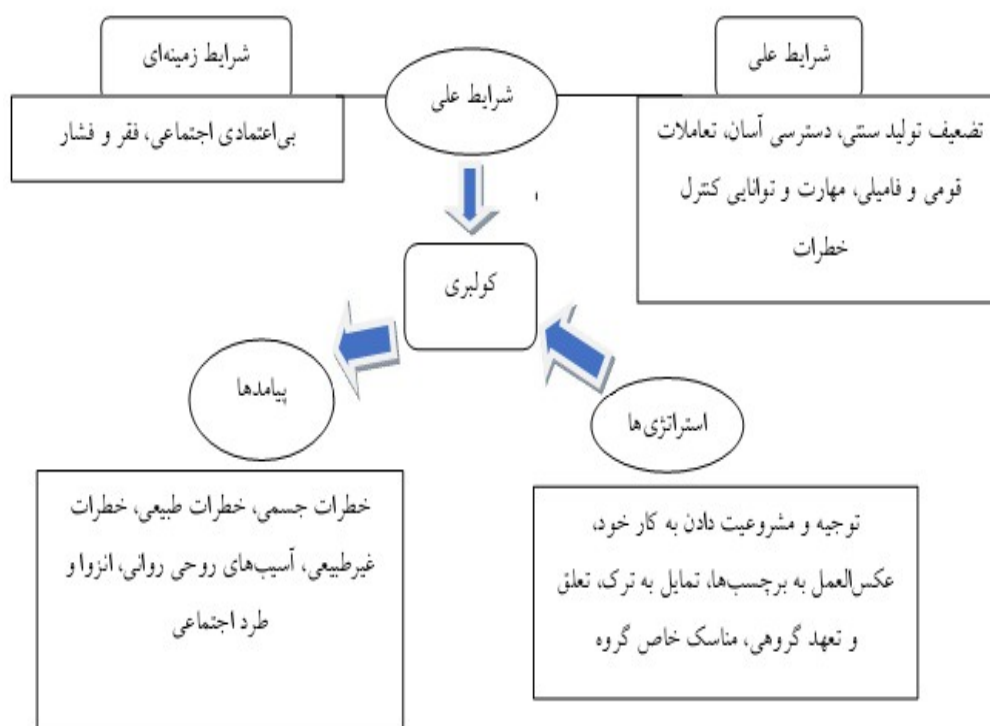 شرایط علی
تضعیف تولید سنتی، دسترسی آسان، تعاملات
قومی و فامیلی، مهارت و توانایی کنترل
خطرات
شرایط علی
شرایط زمینه‌ای
بی‌اعتمادی اجتماعی، فقر و فشار
کولبری
استراتژی‌ها
توجیه و مشروعیت دادن به کار خود،
عکس‌العمل به برچسب‌ها، تمایل به ترک، تعلق
و تعهد گروهی، مناسک خاص گروه
پیامدها
خطرات جسمی، خطرات طبیعی، خطرات
غیرطبیعی، آسیب‌های روحی روانی، انزوا و
طرد اجتماعی